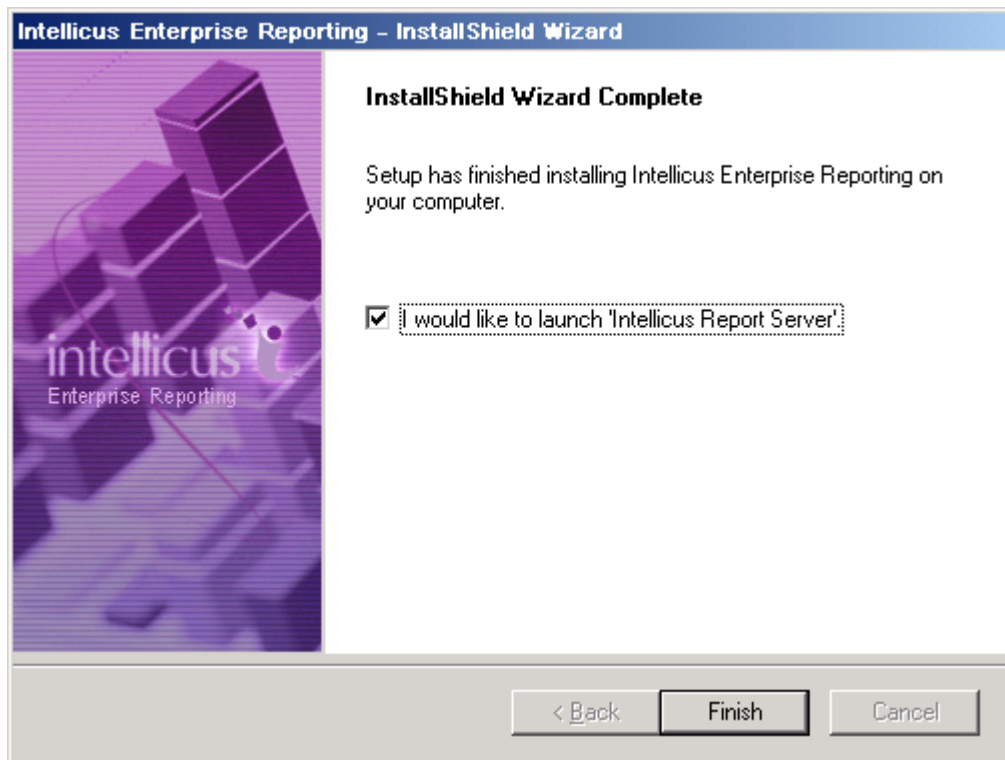 Intellicus Enterprise Reporting - InstallShield Wizard
InstallShield Wizard Complete
Setup has finished installing Intellicus Enterprise Reporting on
your computer.
I would like to launch 'Intellicus Report Server'.
intellicus
Enterprise Reporting
< Back
Finish
Cancel